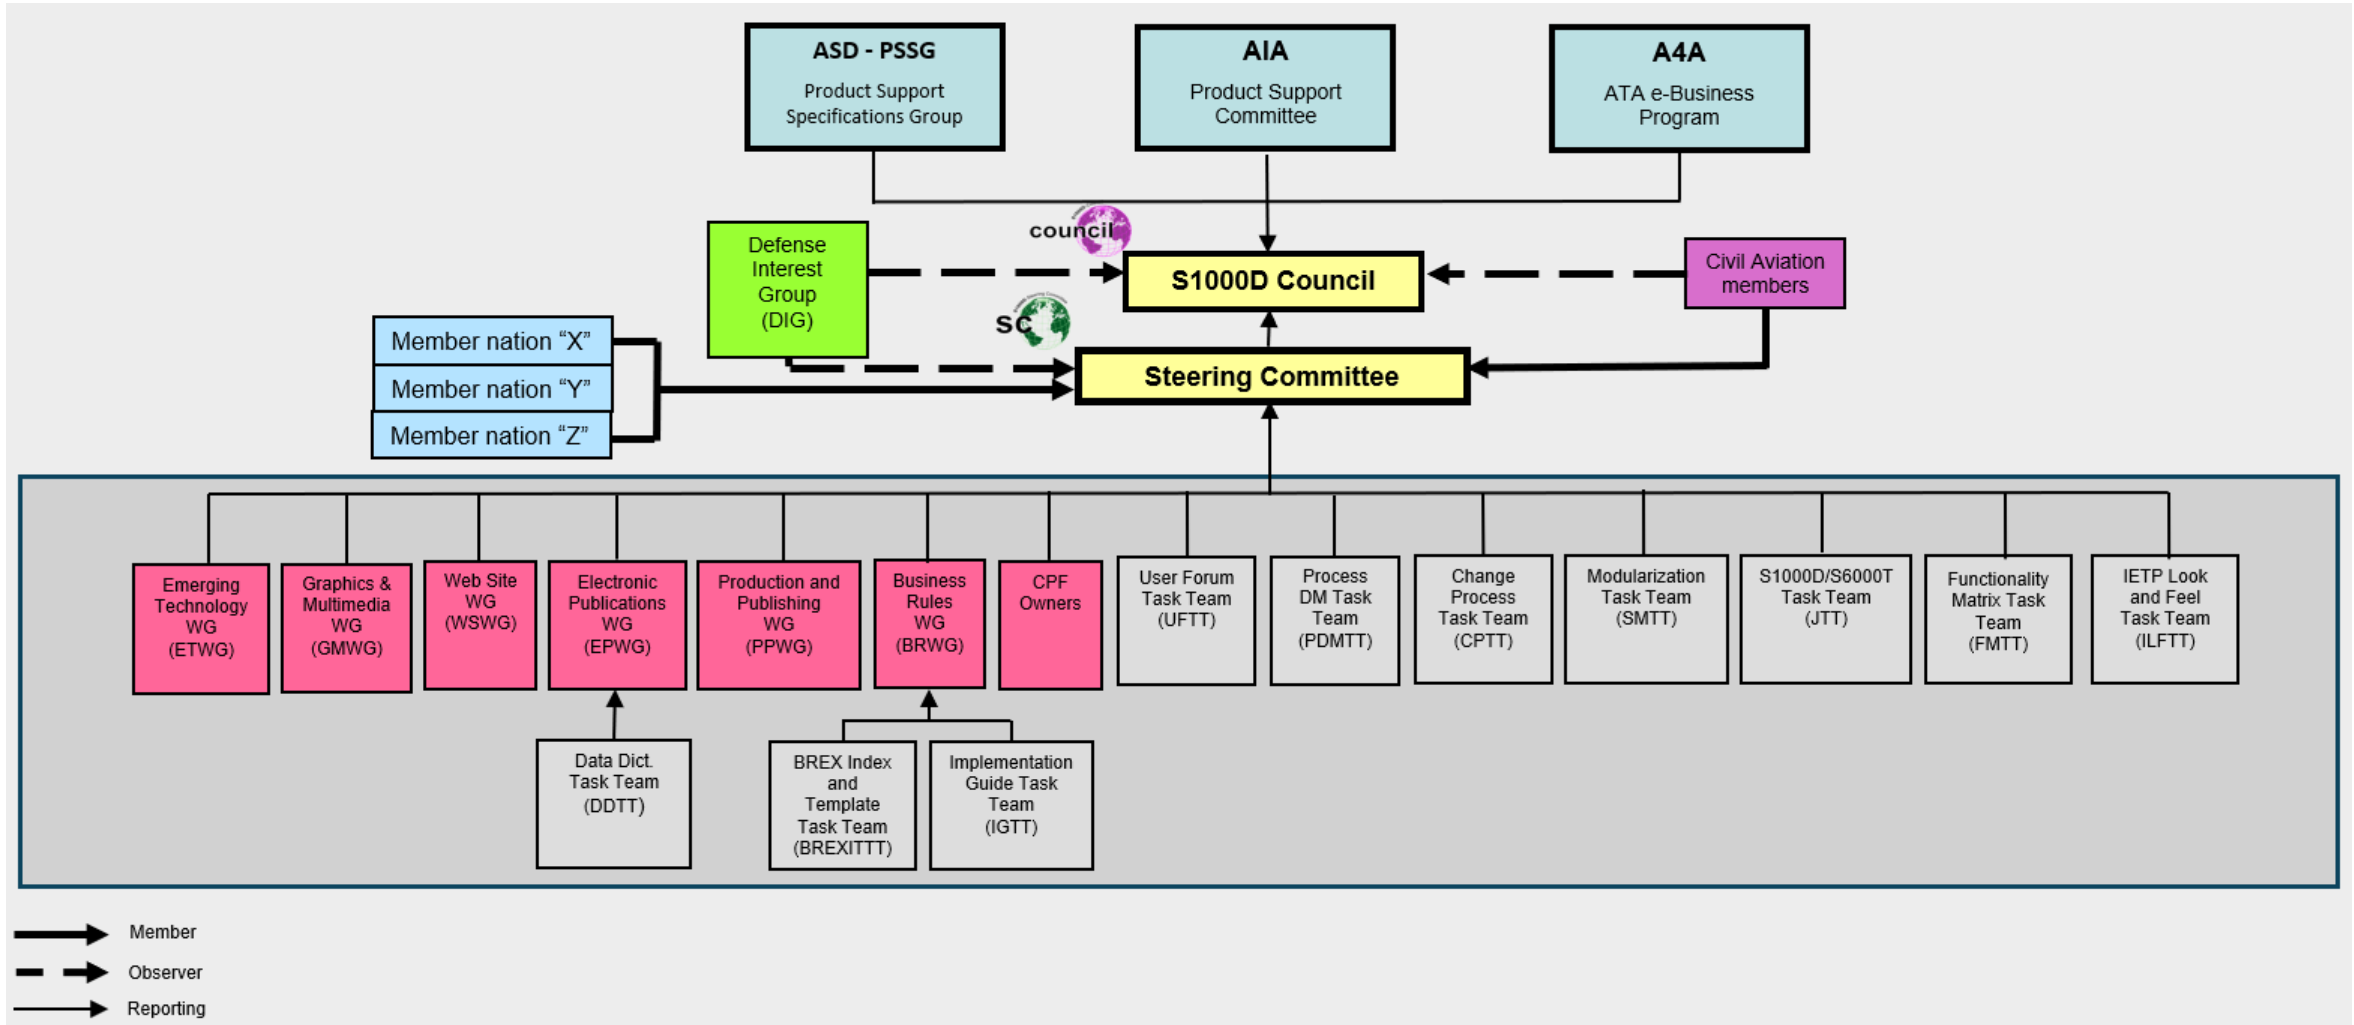 ASD - PSSG
Product Support
Specifications Group
AIA
Product Support
Committee
A4A
ATA e-Business
Program
council
Defense
Interest
Group
(DIG)
S1000D Council
Civil Aviation
members
sc
Member nation “X”
Member nation “Y”
Member nation “Z”
Steering Committee
Emerging
Technology
WG
(ETWG)
Graphics &
Multimedia
WG
(GMWG)
Web Site
WG
(WSWG)
Electronic
Publications
WG
(EPWG)
Production and
Publishing
WG
(PPWG)
Business
Rules
WG
(BRWG)
CPF
Owners
User Forum
Task Team
(UFTT)
Process
DM Task
Team
(PDMTT)
Change
Process
Task Team
(CPTT)
Modularization
Task Team
(SMTT)
S1000D/S6000T
Task Team
(JTT)
Functionality
Matrix Task
Team
(FMTT)
IETP Look
and Feel
Task Team
(ILFTT)
Data Dict.
Task Team
(DDTT)
BREX Index
and
Template
Task Team
(BREXITTT)
Implementation
Guide Task
Team
(IGTT)
Member
Observer
Reporting